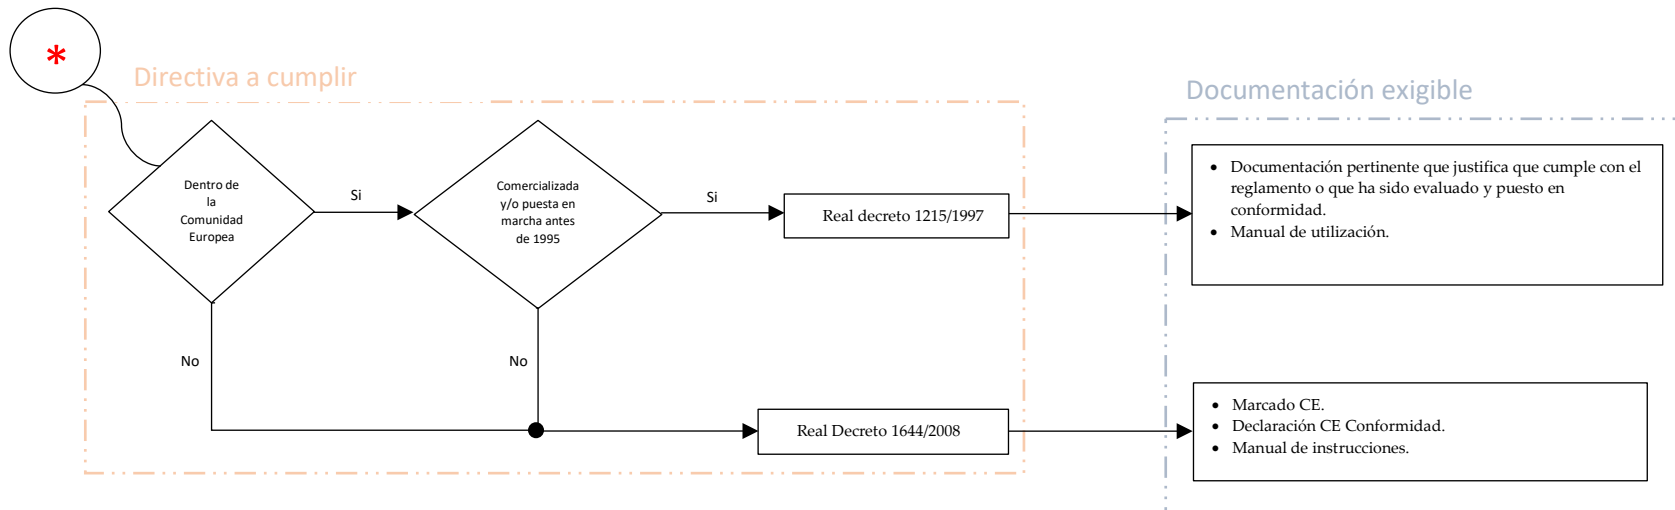 *
Directiva a cumplir
Documentación exigible
Dentro de
la
Comunidad
Europea
Si
Comercializada
y/o puesta en
marcha antes
de 1995
Si
Real decreto 1215/1997
• Documentación pertinente que justifica que cumple con el
reglamento o que ha sido evaluado y puesto en
conformidad.
• Manual de utilización.
No
No
Real Decreto 1644/2008
• Marcado CE.
• Declaración CE Conformidad.
• Manual de instrucciones.